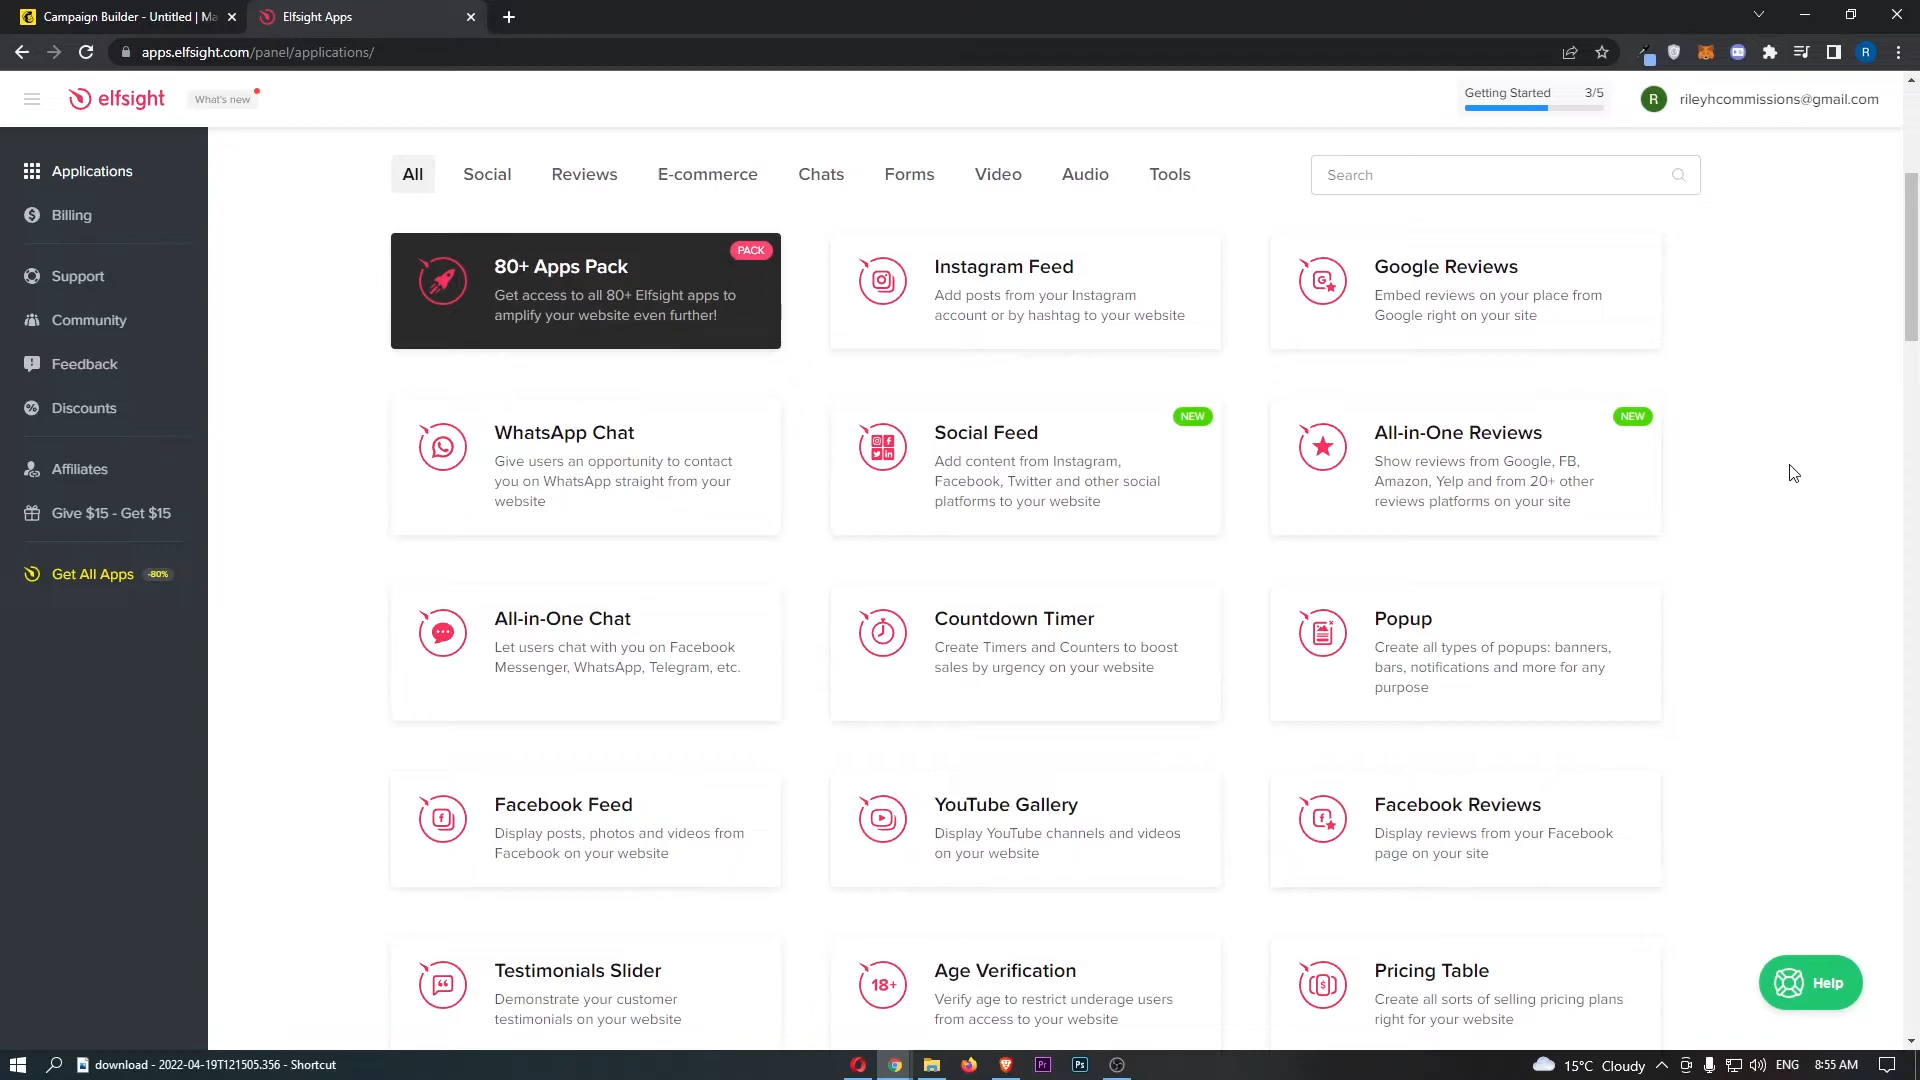 Campaign Builder - Untitled | Ma
Elfsight Apps
apps.elfsight.com/panel/applications/
R
elfsight
What's new
Getting Started 3/5
R
rileyhcommissions@gmail.com
Applications
Billing
Support
Community
Feedback
Discounts
Affiliates
Give $15 - Get $15
Get All Apps -80%
All Social Reviews E-commerce Chats Forms Video Audio Tools
Search
80+ Apps Pack
PACK
Get access to all 80+ Elfsight apps to
amplify your website even further!
Instagram Feed
Add posts from your Instagram
account or by hashtag to your website
Google Reviews
Embed reviews on your place from
Google right on your site
WhatsApp Chat
Give users an opportunity to contact
you on WhatsApp straight from your
website
Social Feed
NEW
Add content from Instagram,
Facebook, Twitter and other social
platforms to your website
All-in-One Reviews
NEW
Show reviews from Google, FB,
Amazon, Yelp and from 20+ other
reviews platforms on your site
All-in-One Chat
Let users chat with you on Facebook
Messenger, WhatsApp, Telegram, etc.
Countdown Timer
Create Timers and Counters to boost
sales by urgency on your website
Popup
Create all types of popups: banners,
bars, notifications and more for any
purpose
Facebook Feed
Display posts, photos and videos from
Facebook on your website
YouTube Gallery
Display YouTube channels and videos
on your website
Facebook Reviews
Display reviews from your Facebook
page on your site
Testimonials Slider
Demonstrate your customer
testimonials on your website
18+
Age Verification
Verify age to restrict underage users
from access to your website
Pricing Table
Create all sorts of selling pricing plans
right for your website
Help
download - 2022-04-19T121505.356 - Shortcut
Pr
Ps
15°C Cloudy
ENG
8:55 AM